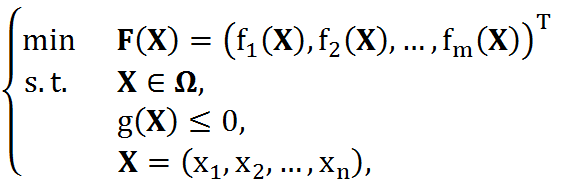 min F(X) = (f₁(X), f₂(X), … , fₘ(X))ᵀ
s. t. X ∈ Ω,
g(X) ≤ 0,
X = (x₁, x₂, … , xₙ),